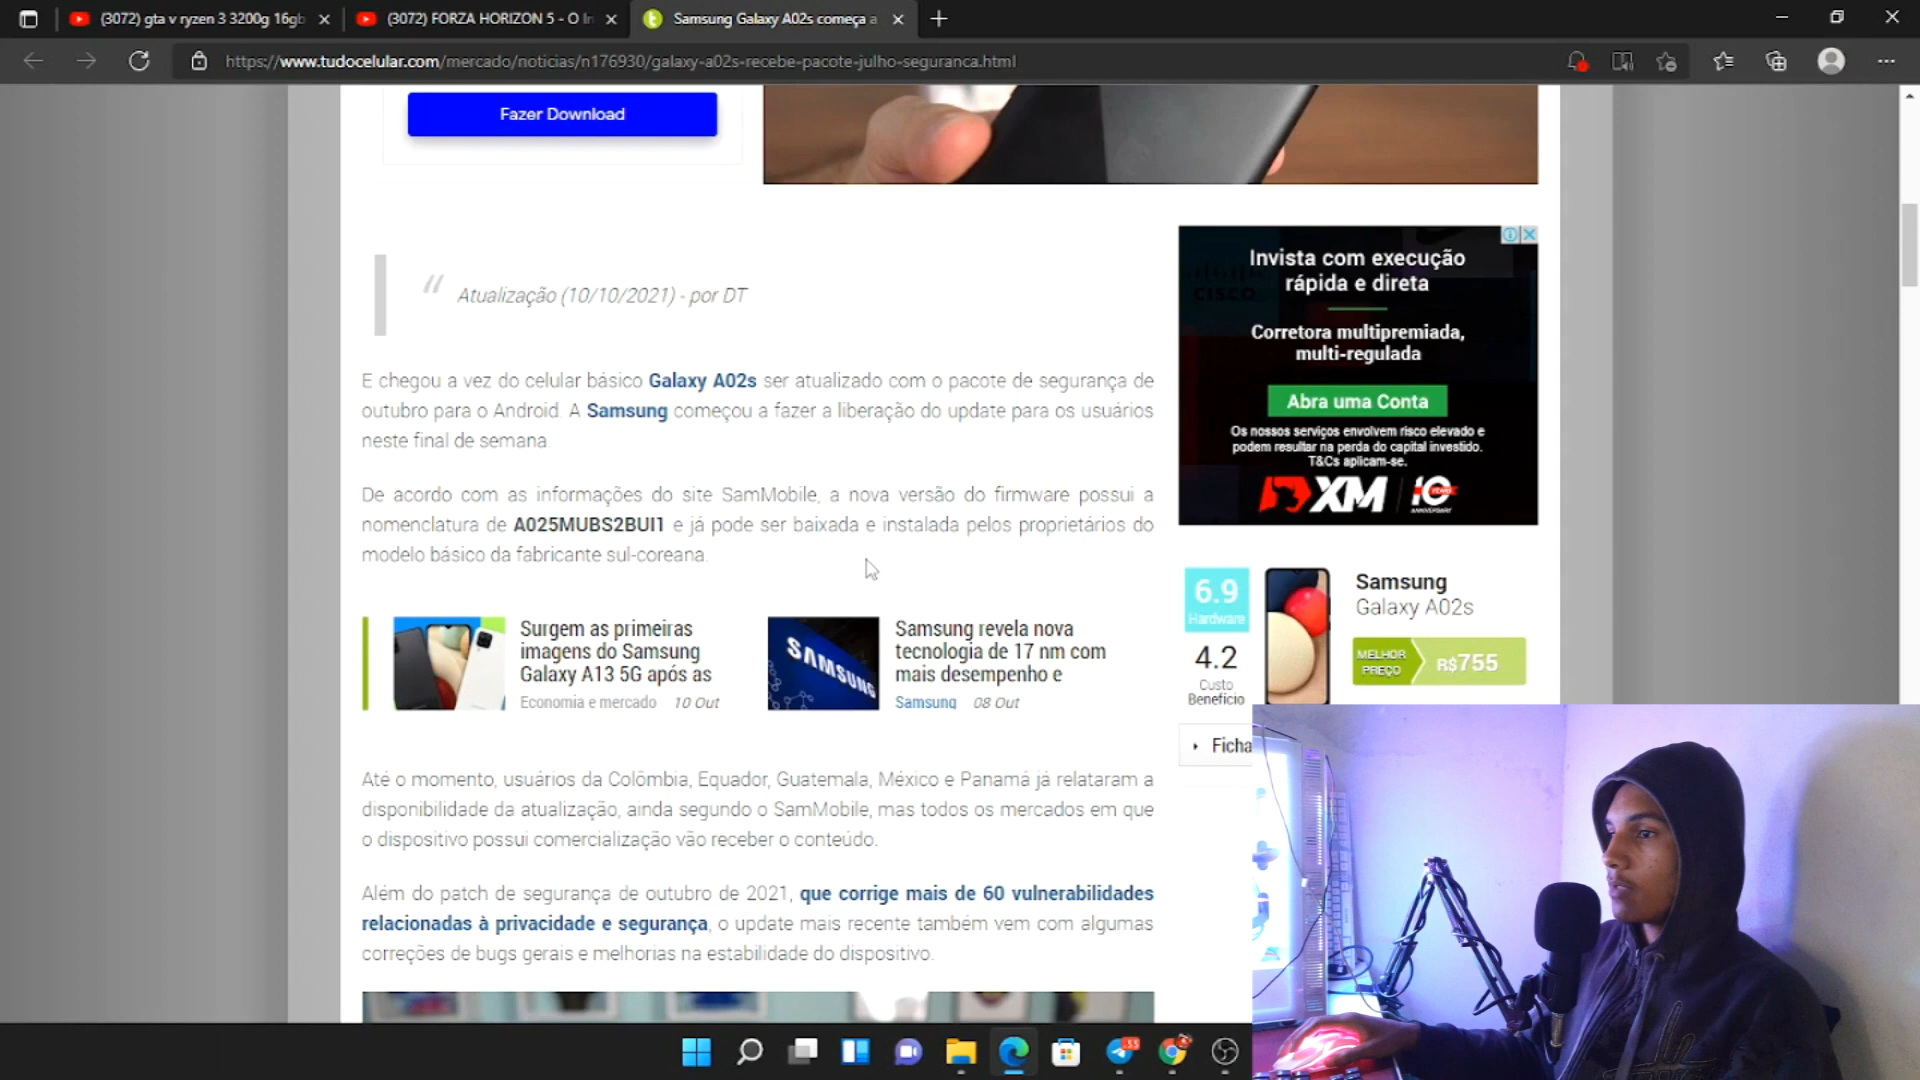 (3072) gta v ryzen 3 3200g 16gb
(3072) FORZA HORIZON 5 - O In
Samsung Galaxy A02s começa a
https://www.tudocelular.com/mercado/noticias/n176930/galaxy-a02s-recebe-pacote-julho-seguranca.html
Fazer Download
“ Atualização (10/10/2021) - por DT
E chegou a vez do celular básico Galaxy A02s ser atualizado com o pacote de segurança de
outubro para o Android. A Samsung começou a fazer a liberação do update para os usuários
neste final de semana
De acordo com as informações do site SamMobile, a nova versão do firmware possui a
nomenclatura de A025MUBS2BUI1 e já pode ser baixada e instalada pelos proprietários do
modelo básico da fabricante sul-coreana.
Surgem as primeiras
imagens do Samsung
Galaxy A13 5G após as
Economia e mercado 10 Out
SAMSUNG
Samsung revela nova
tecnologia de 17 nm com
mais desempenho e
Samsung 08 Out
Até o momento, usuários da Colômbia, Equador, Guatemala, México e Panamá já relataram a
disponibilidade da atualização, ainda segundo o SamMobile, mas todos os mercados em que
o dispositivo possui comercialização vão receber o conteúdo.
Além do patch de segurança de outubro de 2021, que corrige mais de 60 vulnerabilidades
relacionadas à privacidade e segurança, o update mais recente também vem com algumas
correções de bugs gerais e melhorias na estabilidade do dispositivo.
Invista com execução
rápida e direta
CISCO
Corretora multipremiada,
multi-regulada
Abra uma Conta
Os nossos serviços envolvem risco elevado e
podem resultar na perda do capital investido.
T&Cs aplicam-se.
XM 10 YEARS
ANNIVERSARY
6.9
Hardware
4.2
Custo
Benefício
Samsung
Galaxy A02s
MELHOR
PREÇO
R$755
Ficha
55